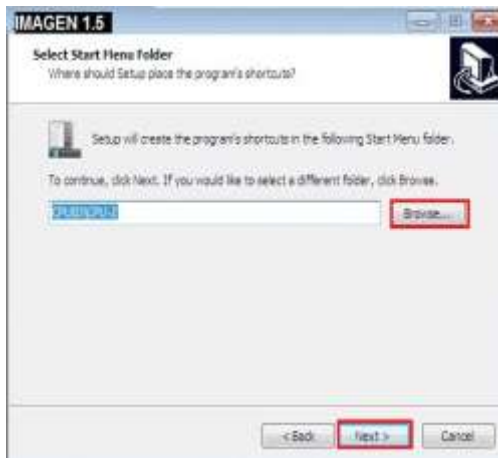 IMAGEN 1.5
Select Start Menu Folder
Where should Setup place the program's shortcuts?
Setup will create the program's shortcuts in the following Start Menu folder.
To continue, click Next. If you would like to select a different folder, click Browse.
CPUID\CPU-Z
Browse...
< Back
Next >
Cancel